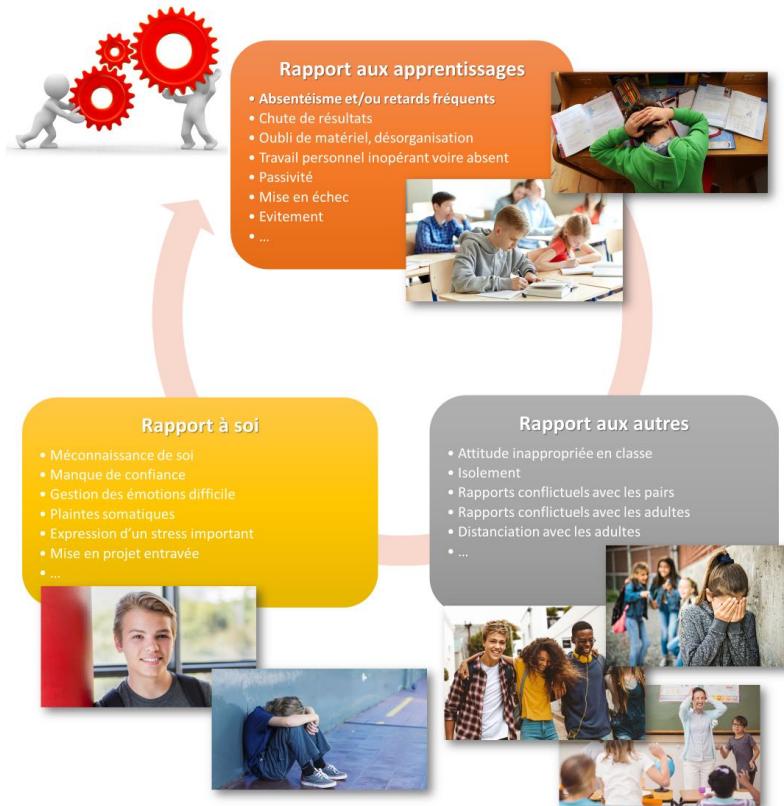 Rapport aux apprentissages
• Absentéisme et/ou retards fréquents
• Chute de résultats
• Oubli de matériel, désorganisation
• Travail personnel inopérant voire absent
• Passivité
• Mise en échec
• Evitement
• ...
Rapport à soi
• Méconnaissance de soi
• Manque de confiance
• Gestion des émotions difficile
• Plaintes somatiques
• Expression d'un stress important
• Mise en projet entravée
• ...
Rapport aux autres
• Attitude inappropriée en classe
• Isolement
• Rapports conflictuels avec les pairs
• Rapports conflictuels avec les adultes
• Distanciation avec les adultes
• ...